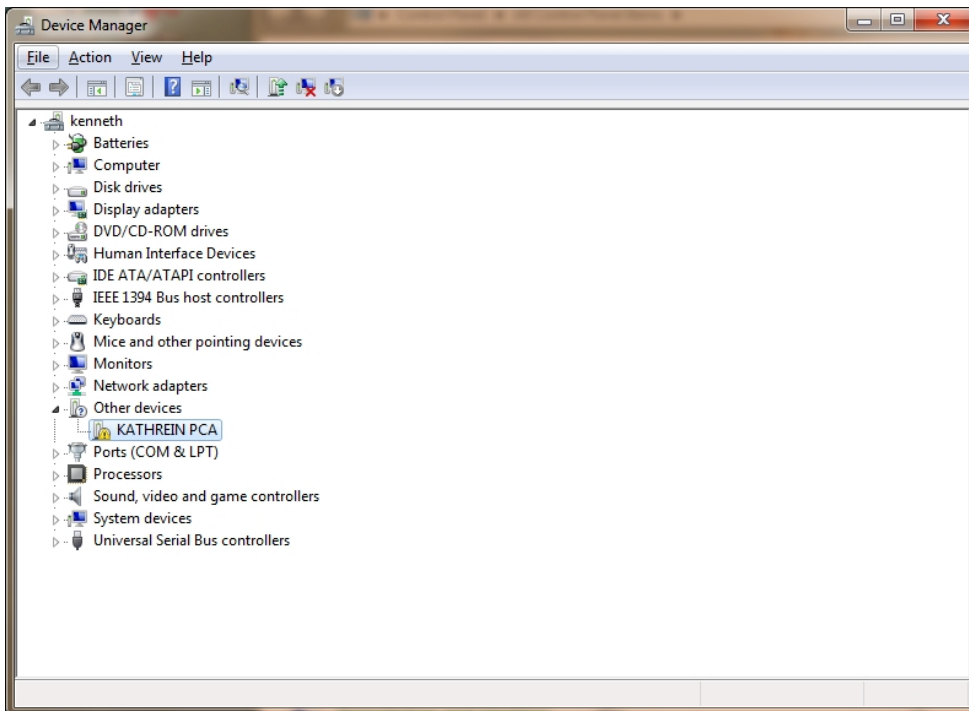 Device Manager
File Action View Help
kenneth
Batteries
Computer
Disk drives
Display adapters
DVD/CD-ROM drives
Human Interface Devices
IDE ATA/ATAPI controllers
IEEE 1394 Bus host controllers
Keyboards
Mice and other pointing devices
Monitors
Network adapters
Other devices
KATHREIN PCA
Ports (COM & LPT)
Processors
Sound, video and game controllers
System devices
Universal Serial Bus controllers